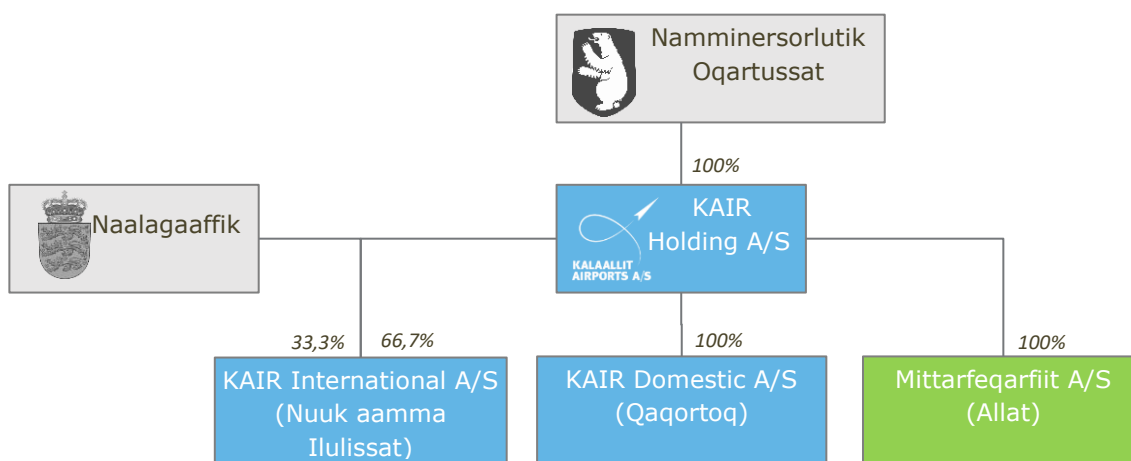 Namminersorlutik
Oqartussat
100%
Naalagaaffik
KAIR
Holding A/S
KALAALLIT
AIRPORTS A/S
33,3%
66,7%
100%
100%
KAIR International A/S
(Nuuk aamma
Ilulissat)
KAIR Domestic A/S
(Qaqortoq)
Mittarfeqarfiit A/S
(Allat)